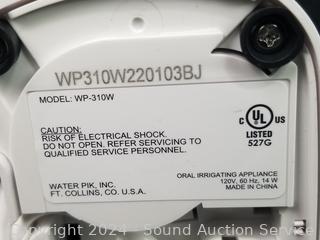 WP310W220103BJ
MODEL: WP-310W
CAUTION:
RISK OF ELECTRICAL SHOCK.
DO NOT OPEN. REFER SERVICING TO
QUALIFIED SERVICE PERSONNEL.
C UL US
LISTED
527G
ORAL IRRIGATING APPLIANCE
120V, 60 Hz, 14 W
MADE IN CHINA
WATER PIK, INC.
FT. COLLINS, CO. U.S.A.
Copyright 2024 - Sound Auction Service